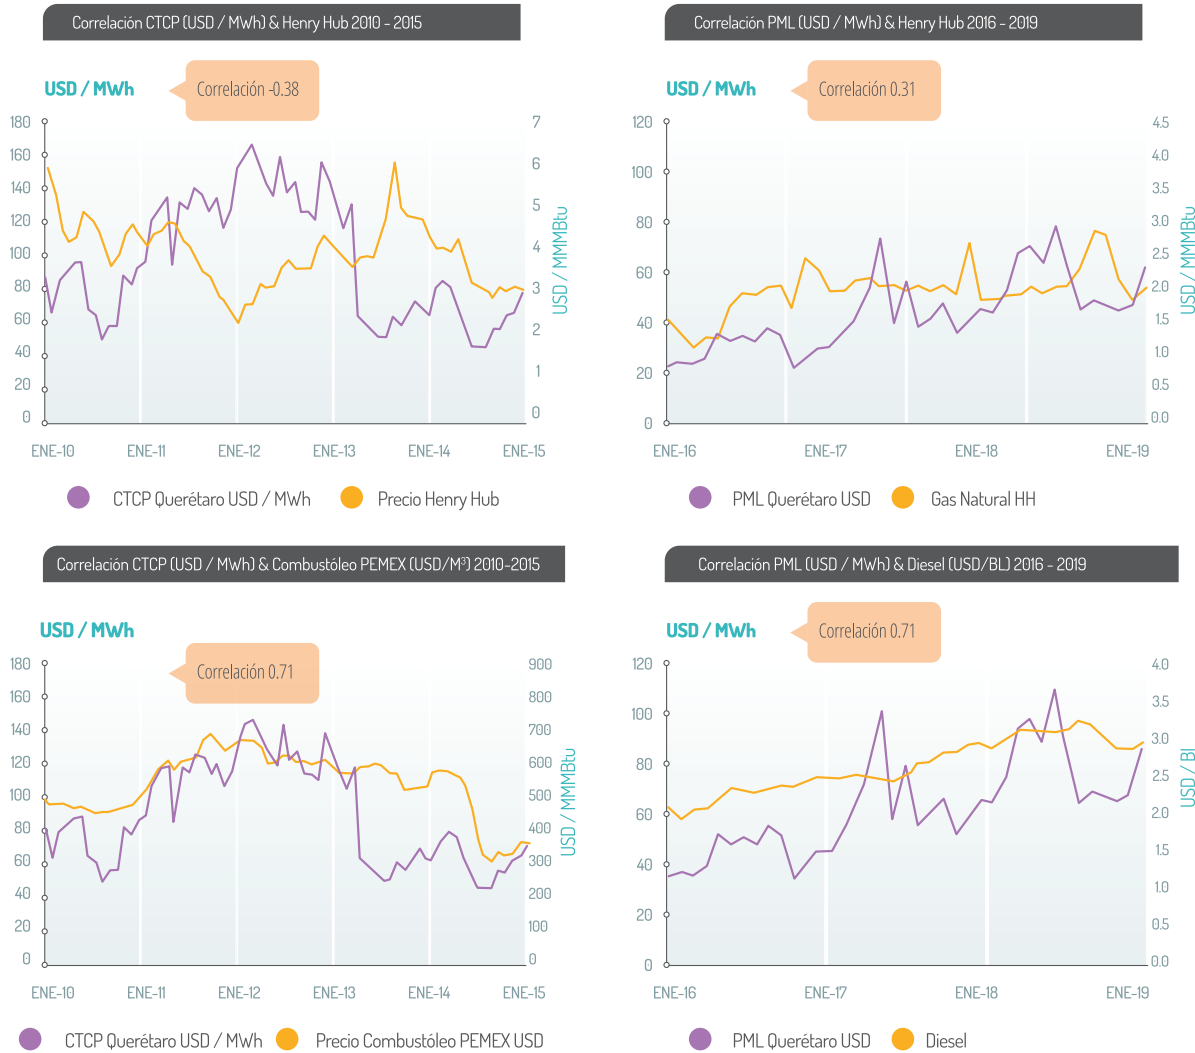 Correlación CTCP (USD / MWh) & Henry Hub 2010 - 2015
USD / MWh
Correlación -0.38
180
160
140
120
100
80
60
40
20
0
7
6
5
4
3
2
1
0
USD / MMMBtu
ENE-10
ENE-11
ENE-12
ENE-13
ENE-14
ENE-15
CTCP Querétaro USD / MWh
Precio Henry Hub
Correlación PML (USD / MWh) & Henry Hub 2016 - 2019
USD / MWh
Correlación 0.31
120
100
80
60
40
20
0
4.5
4.0
3.5
3.0
2.5
2.0
1.5
1.0
0.5
0.0
USD / MMMBtu
ENE-16
ENE-17
ENE-18
ENE-19
PML Querétaro USD
Gas Natural HH
Correlación CTCP (USD / MWh) & Combustóleo PEMEX (USD/M³) 2010-2015
USD / MWh
Correlación 0.71
180
160
140
120
100
80
60
40
20
0
900
800
700
600
500
400
300
200
100
0
USD / MMMBtu
ENE-10
ENE-11
ENE-12
ENE-13
ENE-14
ENE-15
CTCP Querétaro USD / MWh
Precio Combustóleo PEMEX USD
Correlación PML (USD / MWh) & Diesel (USD/BL) 2016 - 2019
USD / MWh
Correlación 0.71
120
100
80
60
40
20
0
4.0
3.5
3.0
2.5
2.0
1.5
1.0
0.5
0.0
USD / Bl
ENE-16
ENE-17
ENE-18
ENE-19
PML Querétaro USD
Diesel